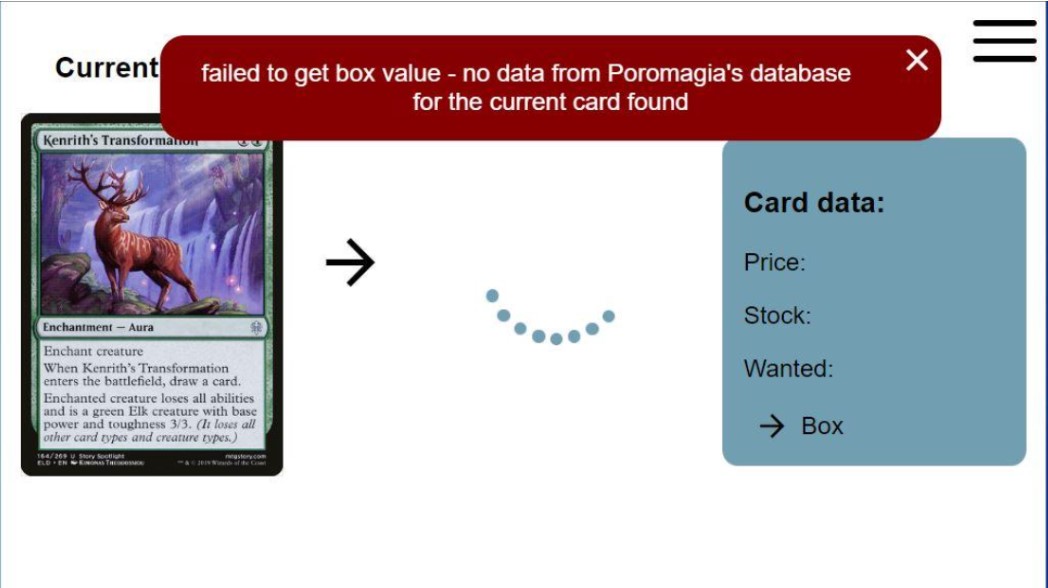 Current
failed to get box value - no data from Poromagia's database
for the current card found
Kenrith's Transformation
Enchantment — Aura
Enchant creature
When Kenrith's Transformation
enters the battlefield, draw a card.
Enchanted creature loses all abilities
and is a green Elk creature with base
power and toughness 3/3. (It loses all
other card types and creature types.)
164/269 U Story Spotlight
mtgstory.com
ELD • EN
™ & © 2019 Wizards of the Coast
Card data:
Price:
Stock:
Wanted:
→ Box